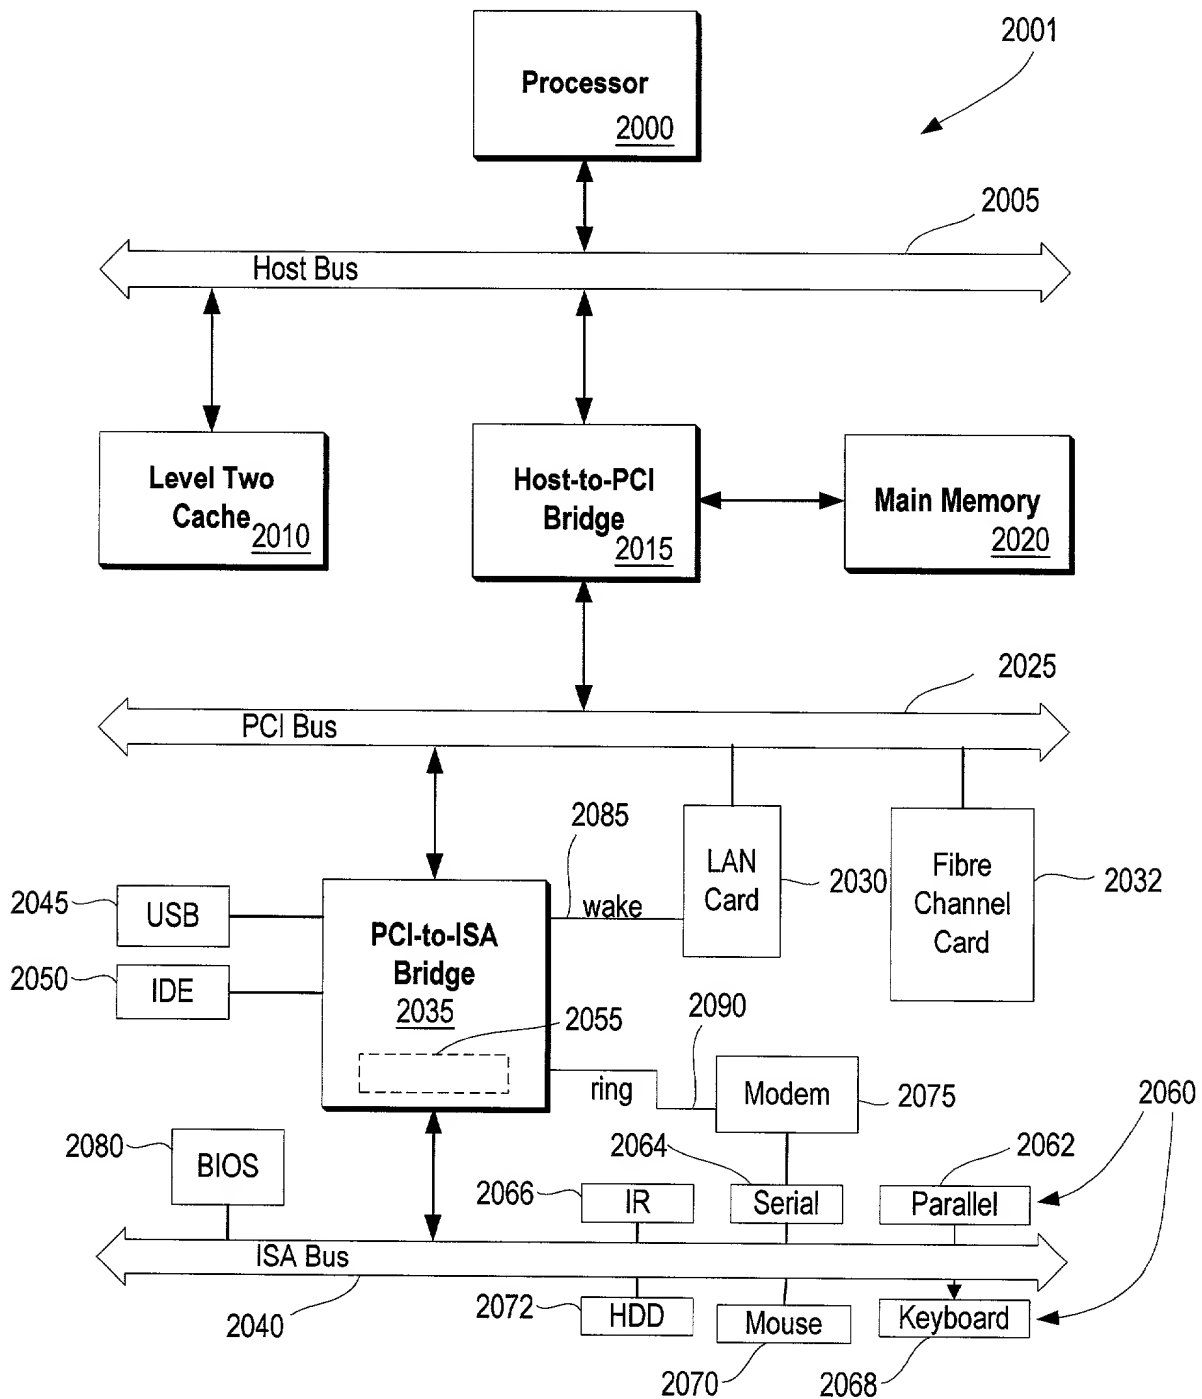 2001
Processor
2000
2005
Host Bus
Level Two
Cache
2010
Host-to-PCI
Bridge
2015
Main Memory
2020
2025
PCI Bus
2085
LAN
Card
2030
Fibre
Channel
Card
2032
2045
USB
wake
PCI-to-ISA
Bridge
2035
2050
IDE
2055
2090
ring
Modem
2075
2060
2080
BIOS
2064
2062
2066
IR
Serial
Parallel
ISA Bus
2040
2072
HDD
Mouse
Keyboard
2070
2068